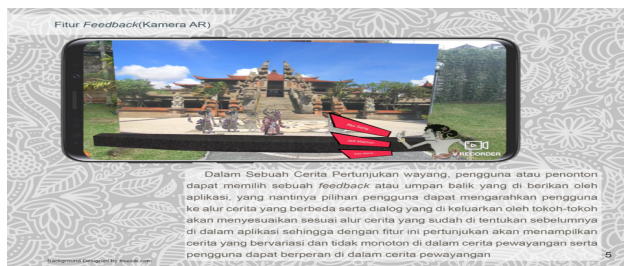 Fitur Feedback(Kamera AR)
V RECORDER
Dalam Sebuah Cerita Pertunjukan wayang, pengguna atau penonton
dapat memilih sebuah feedback atau umpan balik yang di berikan oleh
aplikasi, yang nantinya pilihan pengguna dapat mengarahkan pengguna
ke alur cerita yang berbeda serta dialog yang di keluarkan oleh tokoh-tokoh
akan menyesuaikan sesuai alur cerita yang sudah di tentukan sebelumnya
di dalam aplikasi sehingga dengan fitur ini pertunjukan akan menampilkan
cerita yang bervariasi dan tidak monoton di dalam cerita pewayangan serta
pengguna dapat berperan di dalam cerita pewayangan
Background Designed by freepik.com
5